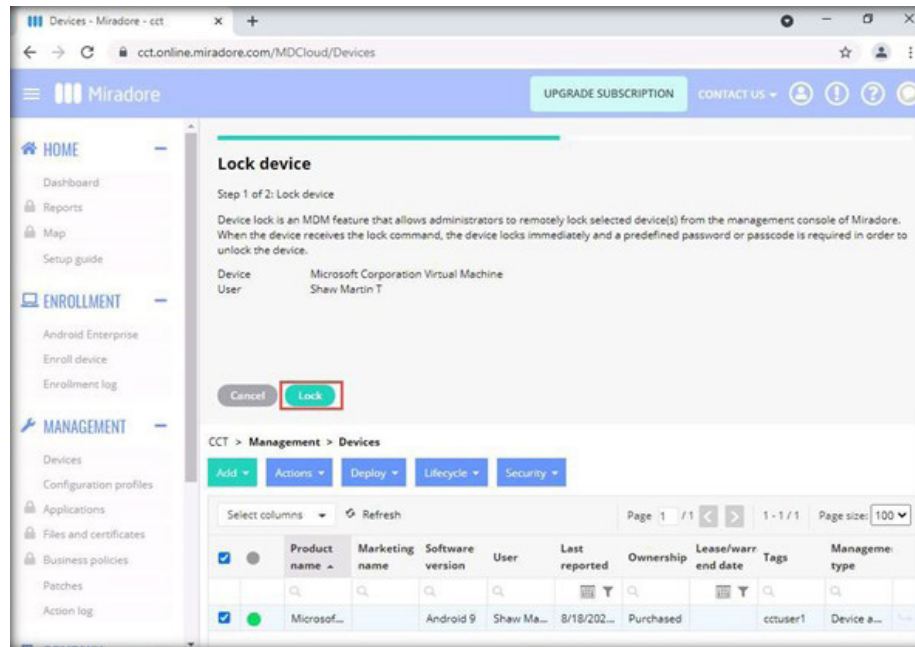 Devices - Miradore - cct
cct.online.miradore.com/MDCloud/Devices
Miradore
UPGRADE SUBSCRIPTION
CONTACT US
HOME
Dashboard
Reports
Map
Setup guide
ENROLLMENT
Android Enterprise
Enroll device
Enrollment log
MANAGEMENT
Devices
Configuration profiles
Applications
Files and certificates
Business policies
Patches
Action log
Lock device
Step 1 of 2: Lock device
Device lock is an MDM feature that allows administrators to remotely lock selected device(s) from the management console of Miradore.
When the device receives the lock command, the device locks immediately and a predefined password or passcode is required in order to
unlock the device.
Device Microsoft Corporation Virtual Machine
User Shaw Martin T
Cancel Lock
CCT > Management > Devices
Add Actions Deploy Lifecycle Security
Select columns Refresh Page 1 / 1 1 - 1 / 1 Page size: 100
Product Marketing Software User Last Ownership Lease/warr Tags Manageme
name name version reported end date type
Microsof... Android 9 Shaw Ma... 8/18/202... Purchased cctuser1 Device a...